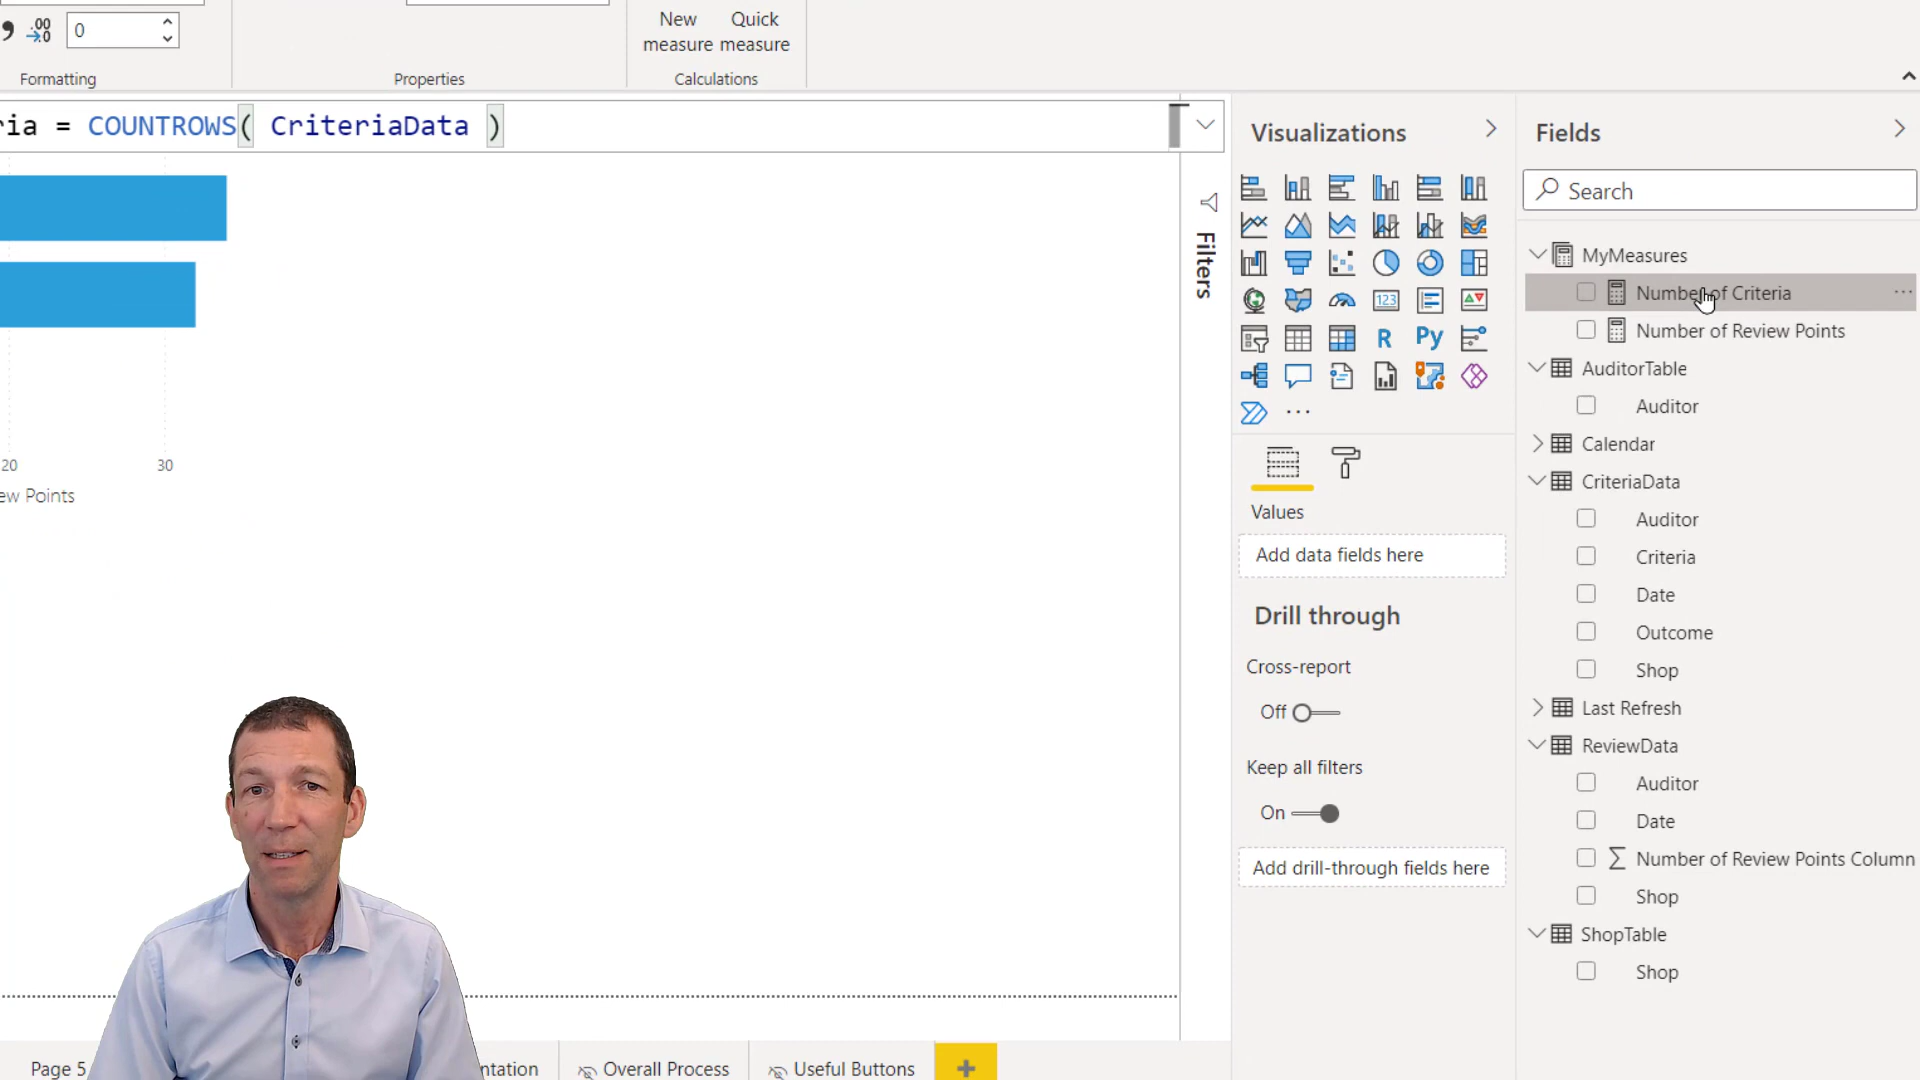 0
New
measure
Quick
measure
Formatting
Properties
Calculations
ria = COUNTROWS( CriteriaData )
20
30
ew Points
Filters
Visualizations
R
Py
123
Values
Add data fields here
Drill through
Cross-report
Off
Keep all filters
On
Add drill-through fields here
Fields
Search
MyMeasures
Number of Criteria
Number of Review Points
AuditorTable
Auditor
Calendar
CriteriaData
Auditor
Criteria
Date
Outcome
Shop
Last Refresh
ReviewData
Auditor
Date
Number of Review Points Column
Shop
ShopTable
Shop
Page 5
ntation
Overall Process
Useful Buttons